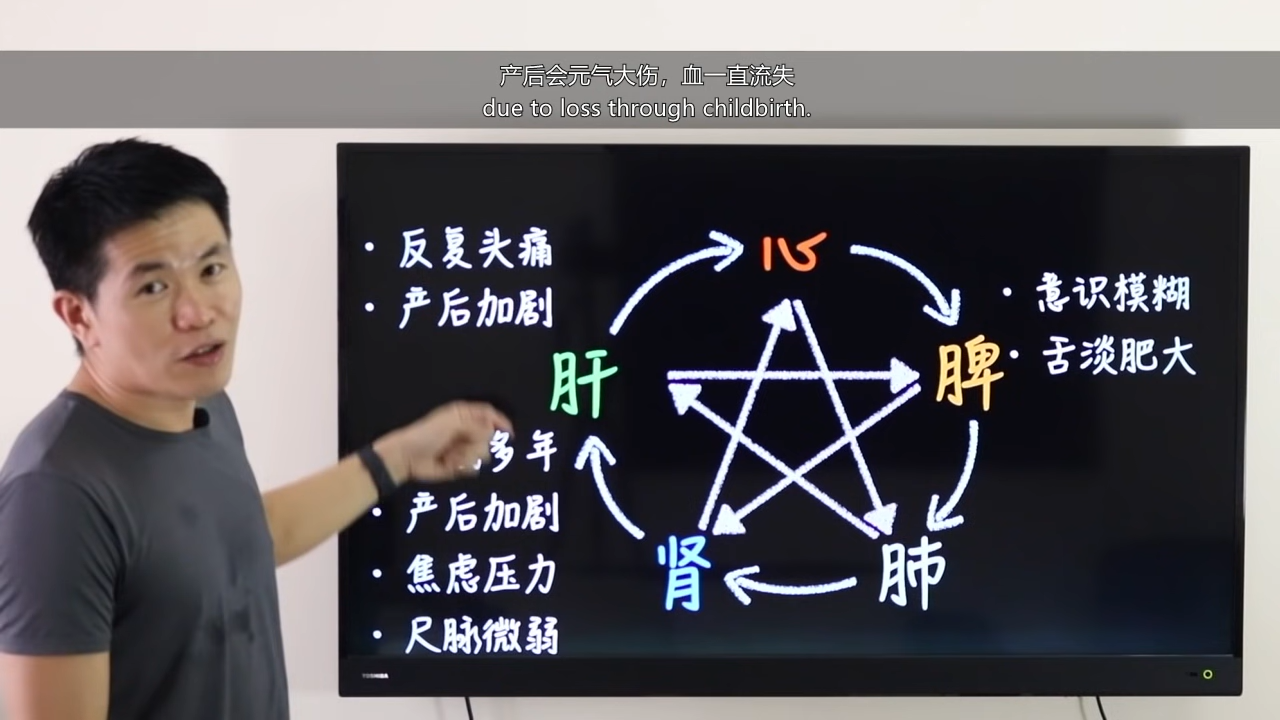 产后会元气大伤，血一直流失
due to loss through childbirth.
• 反复头痛
• 产后加剧
心
• 意识模糊
• 舌淡肥大
肝
脾
多年
• 产后加剧
• 焦虑压力
• 尺脉微弱
肾
肺
TOSHIBA